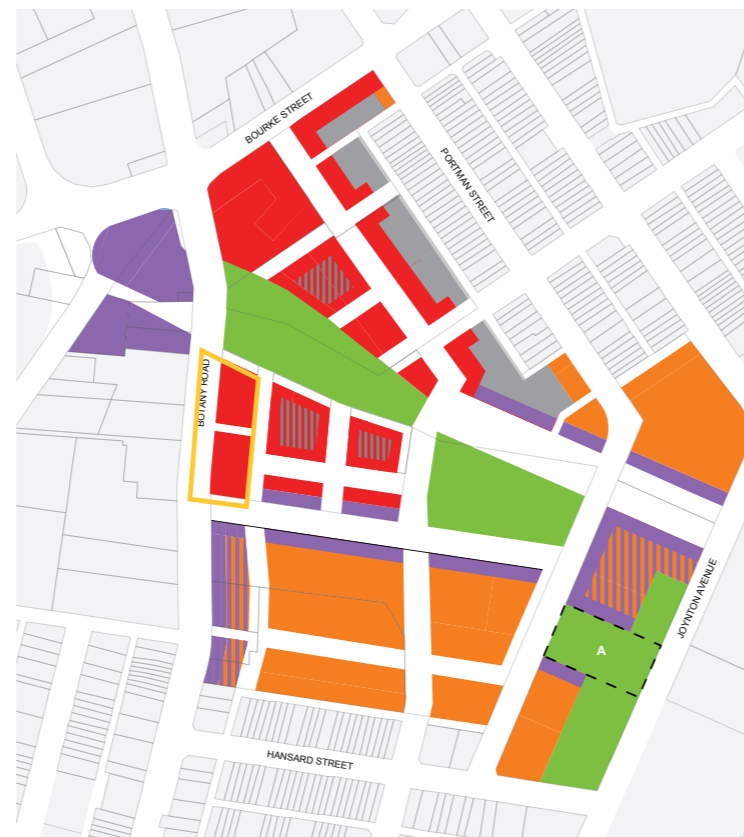 BOURKE STREET
PORTMAN STREET
BOTANY ROAD
JOYNTON AVENUE
A
HANSARD STREET